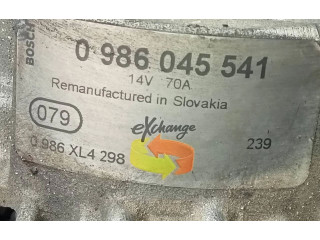 BOSCH
0 986 045 541
14V 70A
Remanufactured in Slovakia
079
eXchange
0 986 XL4 298
239